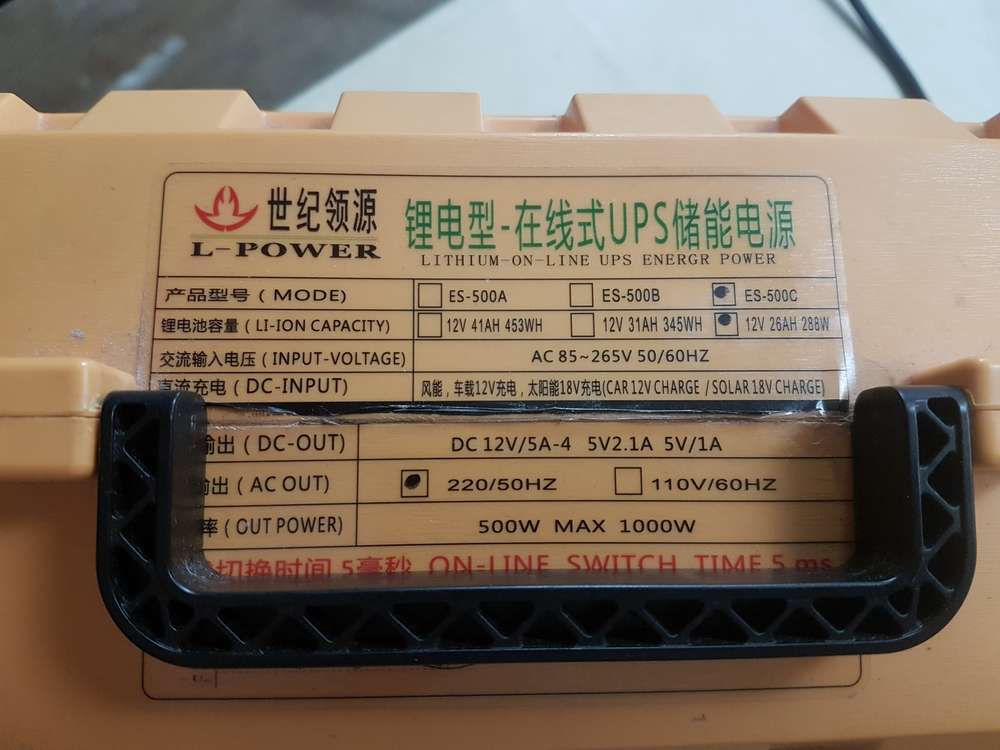 世纪领源
L-POWER
锂电型-在线式UPS储能电源
LITHIUM-ON-LINE UPS ENERGR POWER
产品型号(MODE) ES-500A ES-500B ES-500C
锂电池容量(LI-ION CAPACITY) 12V 41AH 453WH 12V 31AH 345WH 12V 26AH 288W
交流输入电压(INPUT-VOLTAGE) AC 85~265V 50/60HZ
直流充电(DC-INPUT) 风能,车载12V充电,太阳能18V充电(CAR 12V CHARGE / SOLAR 18V CHARGE)
输出(DC-OUT) DC 12V/5A-4 5V2.1A 5V/1A
输出(AC OUT) 220/50HZ 110V/60HZ
率(GUT POWER) 500W MAX 1000W
切换时间 5毫秒 ON-LINE SWITCH TIME 5 ms